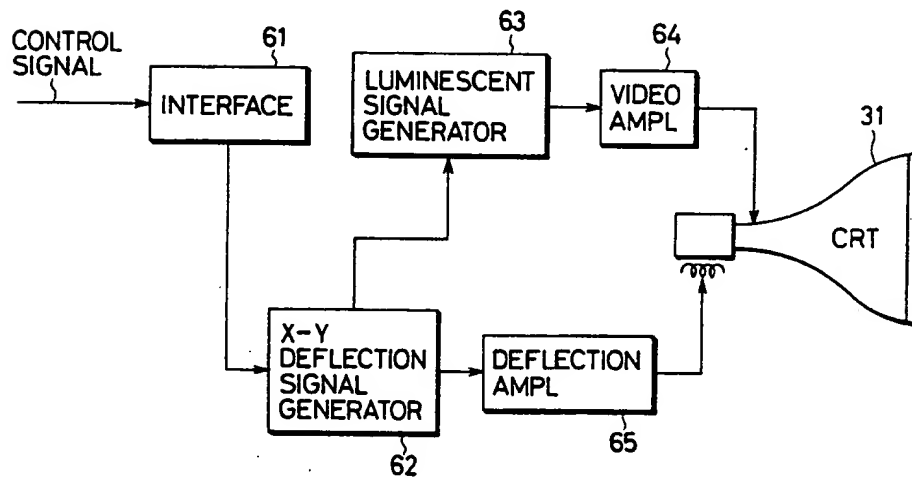 CONTROL
SIGNAL
61
INTERFACE
63
LUMINESCENT
SIGNAL
GENERATOR
64
VIDEO
AMPL
31
CRT
X-Y
DEFLECTION
SIGNAL
GENERATOR
62
DEFLECTION
AMPL
65